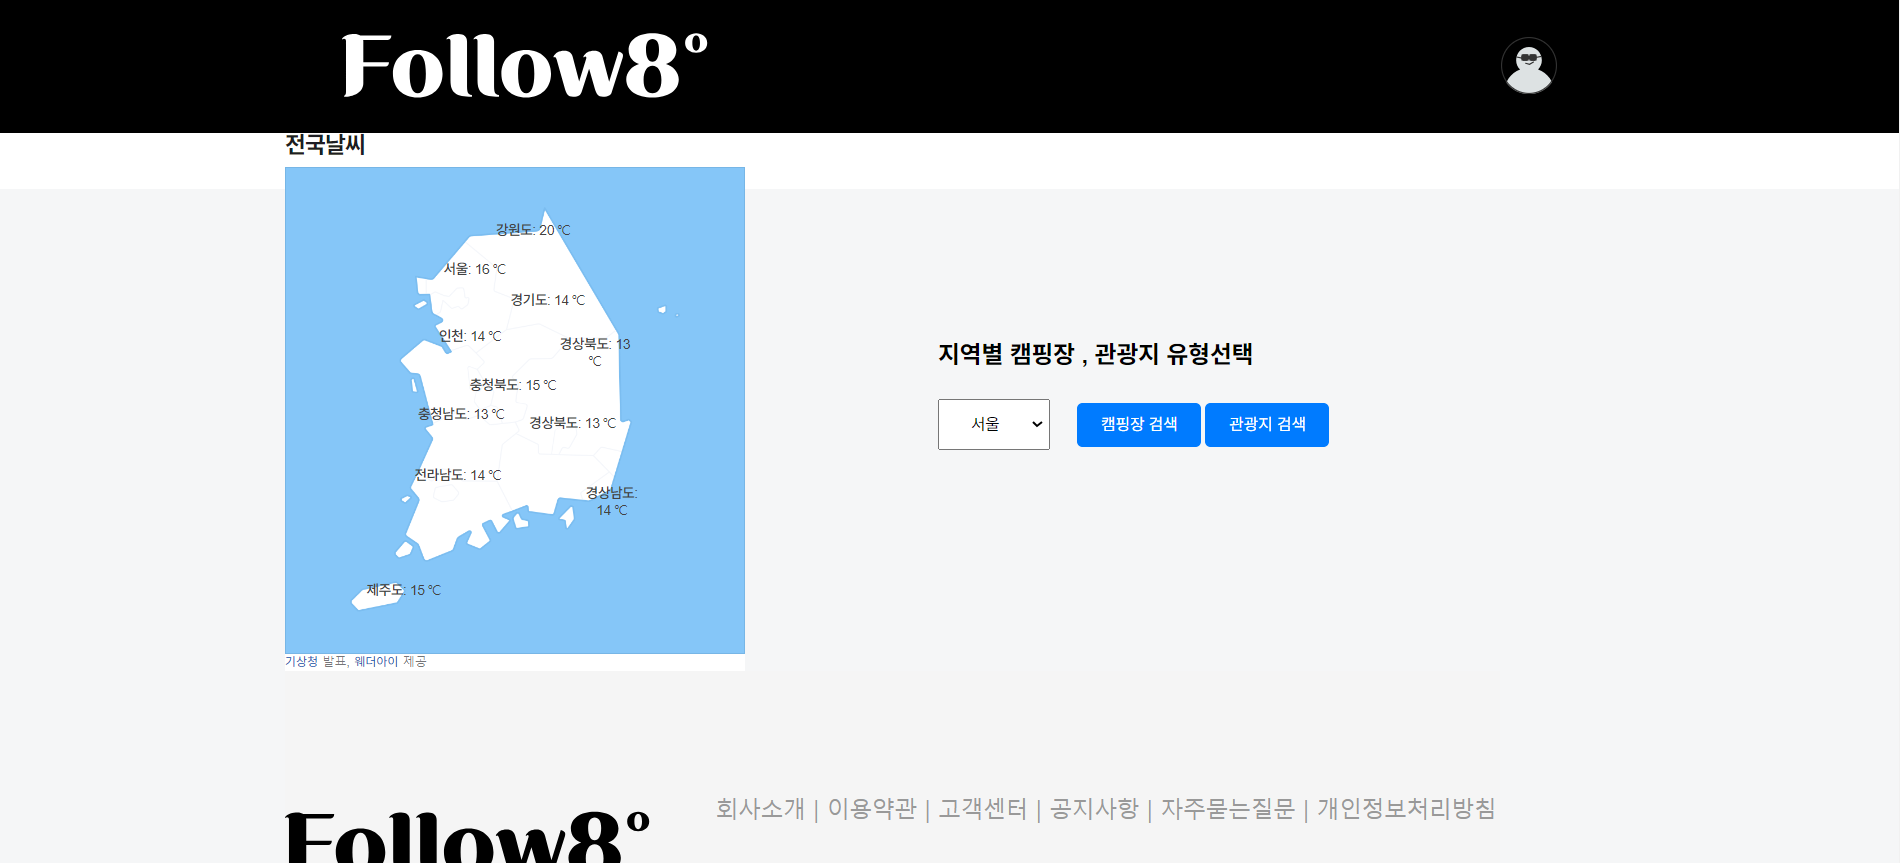 Follow8°
전국날씨
강원도: 20 ℃
서울: 16 ℃
경기도: 14 ℃
인천: 14 ℃
경상북도: 13
℃
충청북도: 15 ℃
충청남도: 13 ℃
경상북도: 13 ℃
전라남도: 14 ℃
경상남도:
14 ℃
제주도: 15 ℃
기상청 발표, 웨더아이 제공
지역별 캠핑장 , 관광지 유형선택
서울
캠핑장 검색 관광지 검색
회사소개 | 이용약관 | 고객센터 | 공지사항 | 자주묻는질문 | 개인정보처리방침
Follow8°